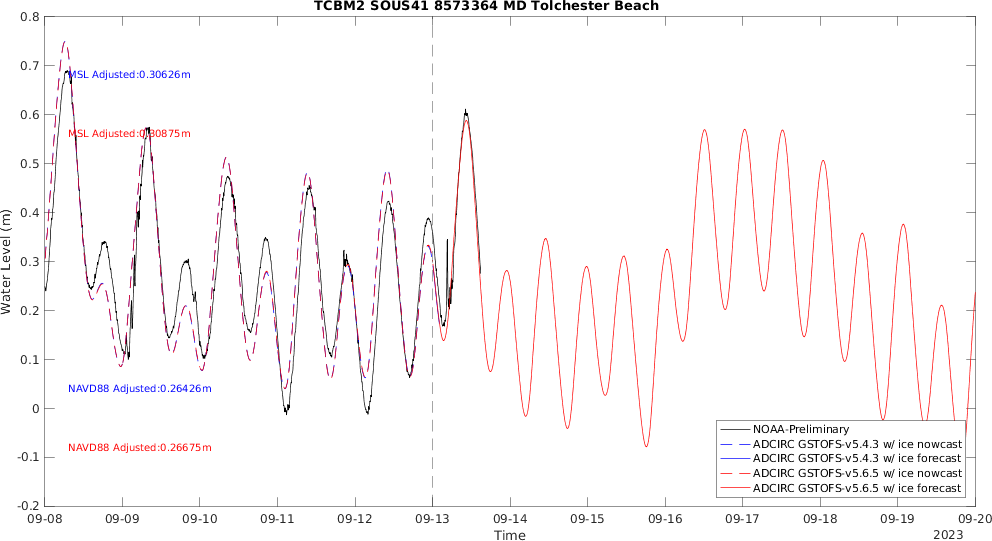 TCBM2 SOUS41 8573364 MD Tolchester Beach
Water Level (m)
0.8
0.7
0.6
0.5
0.4
0.3
0.2
0.1
0
-0.1
-0.2
MSL Adjusted:0.30626m
MSL Adjusted:0.30875m
NAVD88 Adjusted:0.26426m
NAVD88 Adjusted:0.26675m
NOAA-Preliminary
ADCIRC GSTOFS-v5.4.3 w/ ice nowcast
ADCIRC GSTOFS-v5.4.3 w/ ice forecast
ADCIRC GSTOFS-v5.6.5 w/ ice nowcast
ADCIRC GSTOFS-v5.6.5 w/ ice forecast
09-08 09-09 09-10 09-11 09-12 09-13 09-14 09-15 09-16 09-17 09-18 09-19 09-20
Time
2023